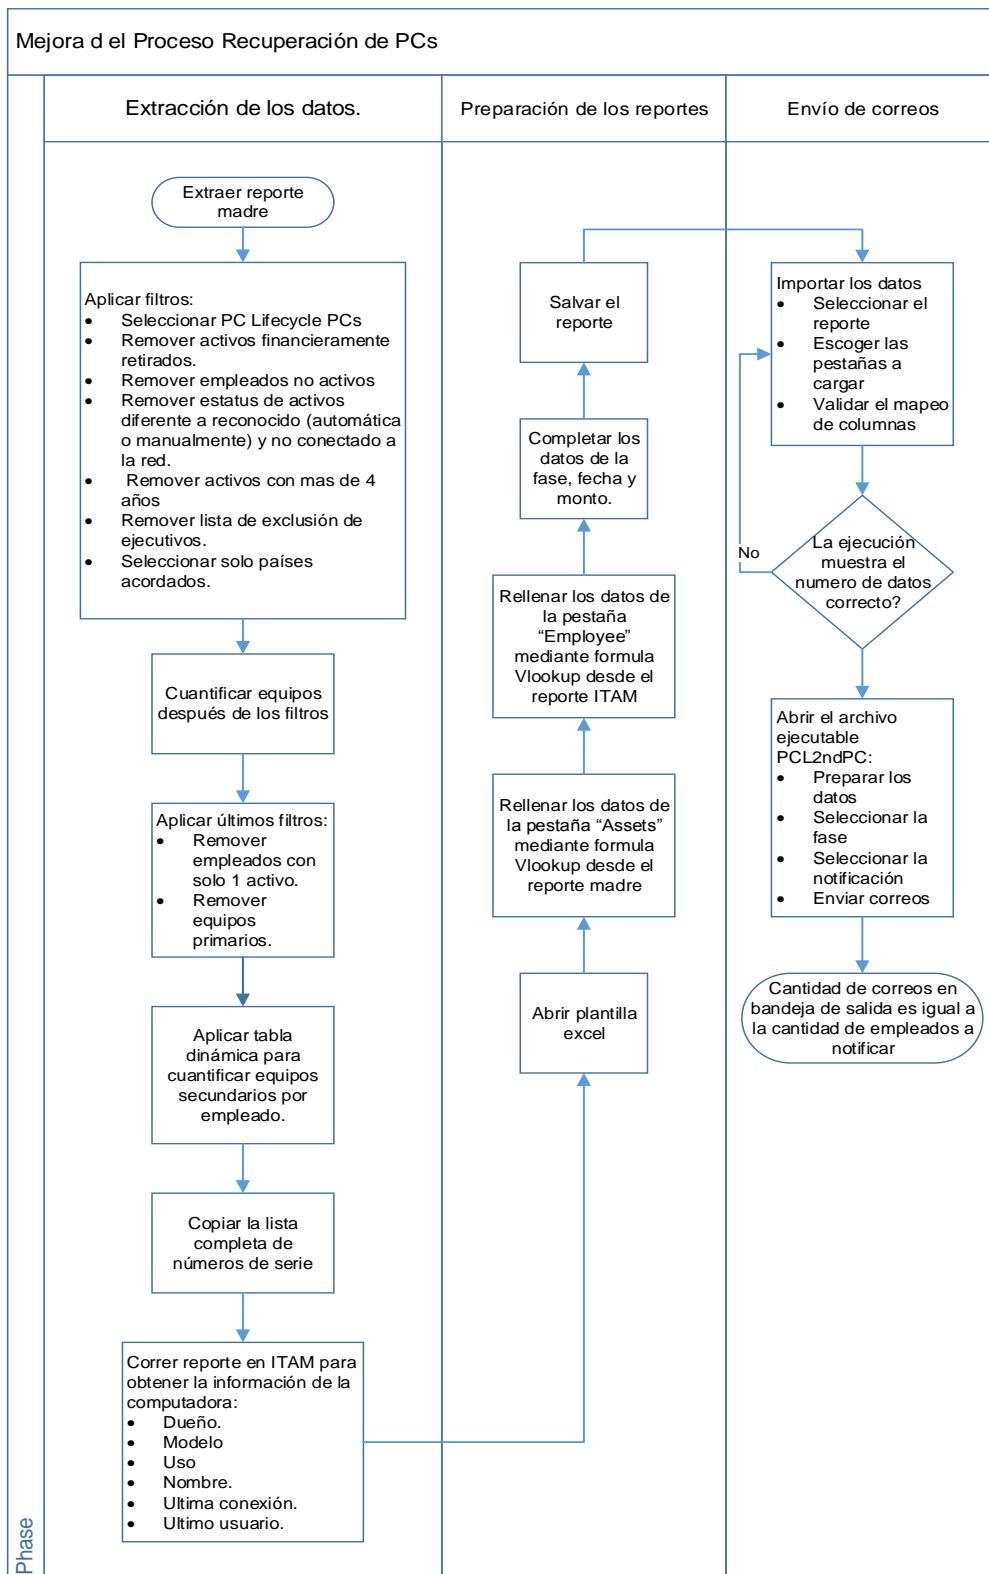 Mejora d el Proceso Recuperación de PCs
Extracción de los datos.
Preparación de los reportes
Envío de correos
Phase
Extraer reporte
madre
Aplicar filtros:
• Seleccionar PC Lifecycle PCs
• Remover activos financieramente
retirados.
• Remover empleados no activos
• Remover estatus de activos
diferente a reconocido (automática
o manualmente) y no conectado a
la red.
• Remover activos con mas de 4
años
• Remover lista de exclusión de
ejecutivos.
• Seleccionar solo países
acordados.
Cuantificar equipos
después de los filtros
Aplicar últimos filtros:
• Remover
empleados con
solo 1 activo.
• Remover
equipos
primarios.
Aplicar tabla
dinámica para
cuantificar equipos
secundarios por
empleado.
Copiar la lista
completa de
números de serie
Correr reporte en ITAM para
obtener la información de la
computadora:
• Dueño.
• Modelo
• Uso
• Nombre.
• Ultima conexión.
• Ultimo usuario.
Abrir plantilla
excel
Rellenar los datos de
la pestaña “Assets”
mediante formula
Vlookup desde el
reporte madre
Rellenar los datos de
la pestaña
“Employee”
mediante formula
Vlookup desde el
reporte ITAM
Completar los
datos de la
fase, fecha y
monto.
Salvar el
reporte
Importar los datos
• Seleccionar el
reporte
• Escoger las
pestañas a
cargar
• Validar el mapeo
de columnas
La ejecución
muestra el
numero de datos
correcto?
No
Abrir el archivo
ejecutable
PCL2ndPC:
• Preparar los
datos
• Seleccionar la
fase
• Seleccionar la
notificación
• Enviar correos
Cantidad de correos en
bandeja de salida es igual a
la cantidad de empleados a
notificar